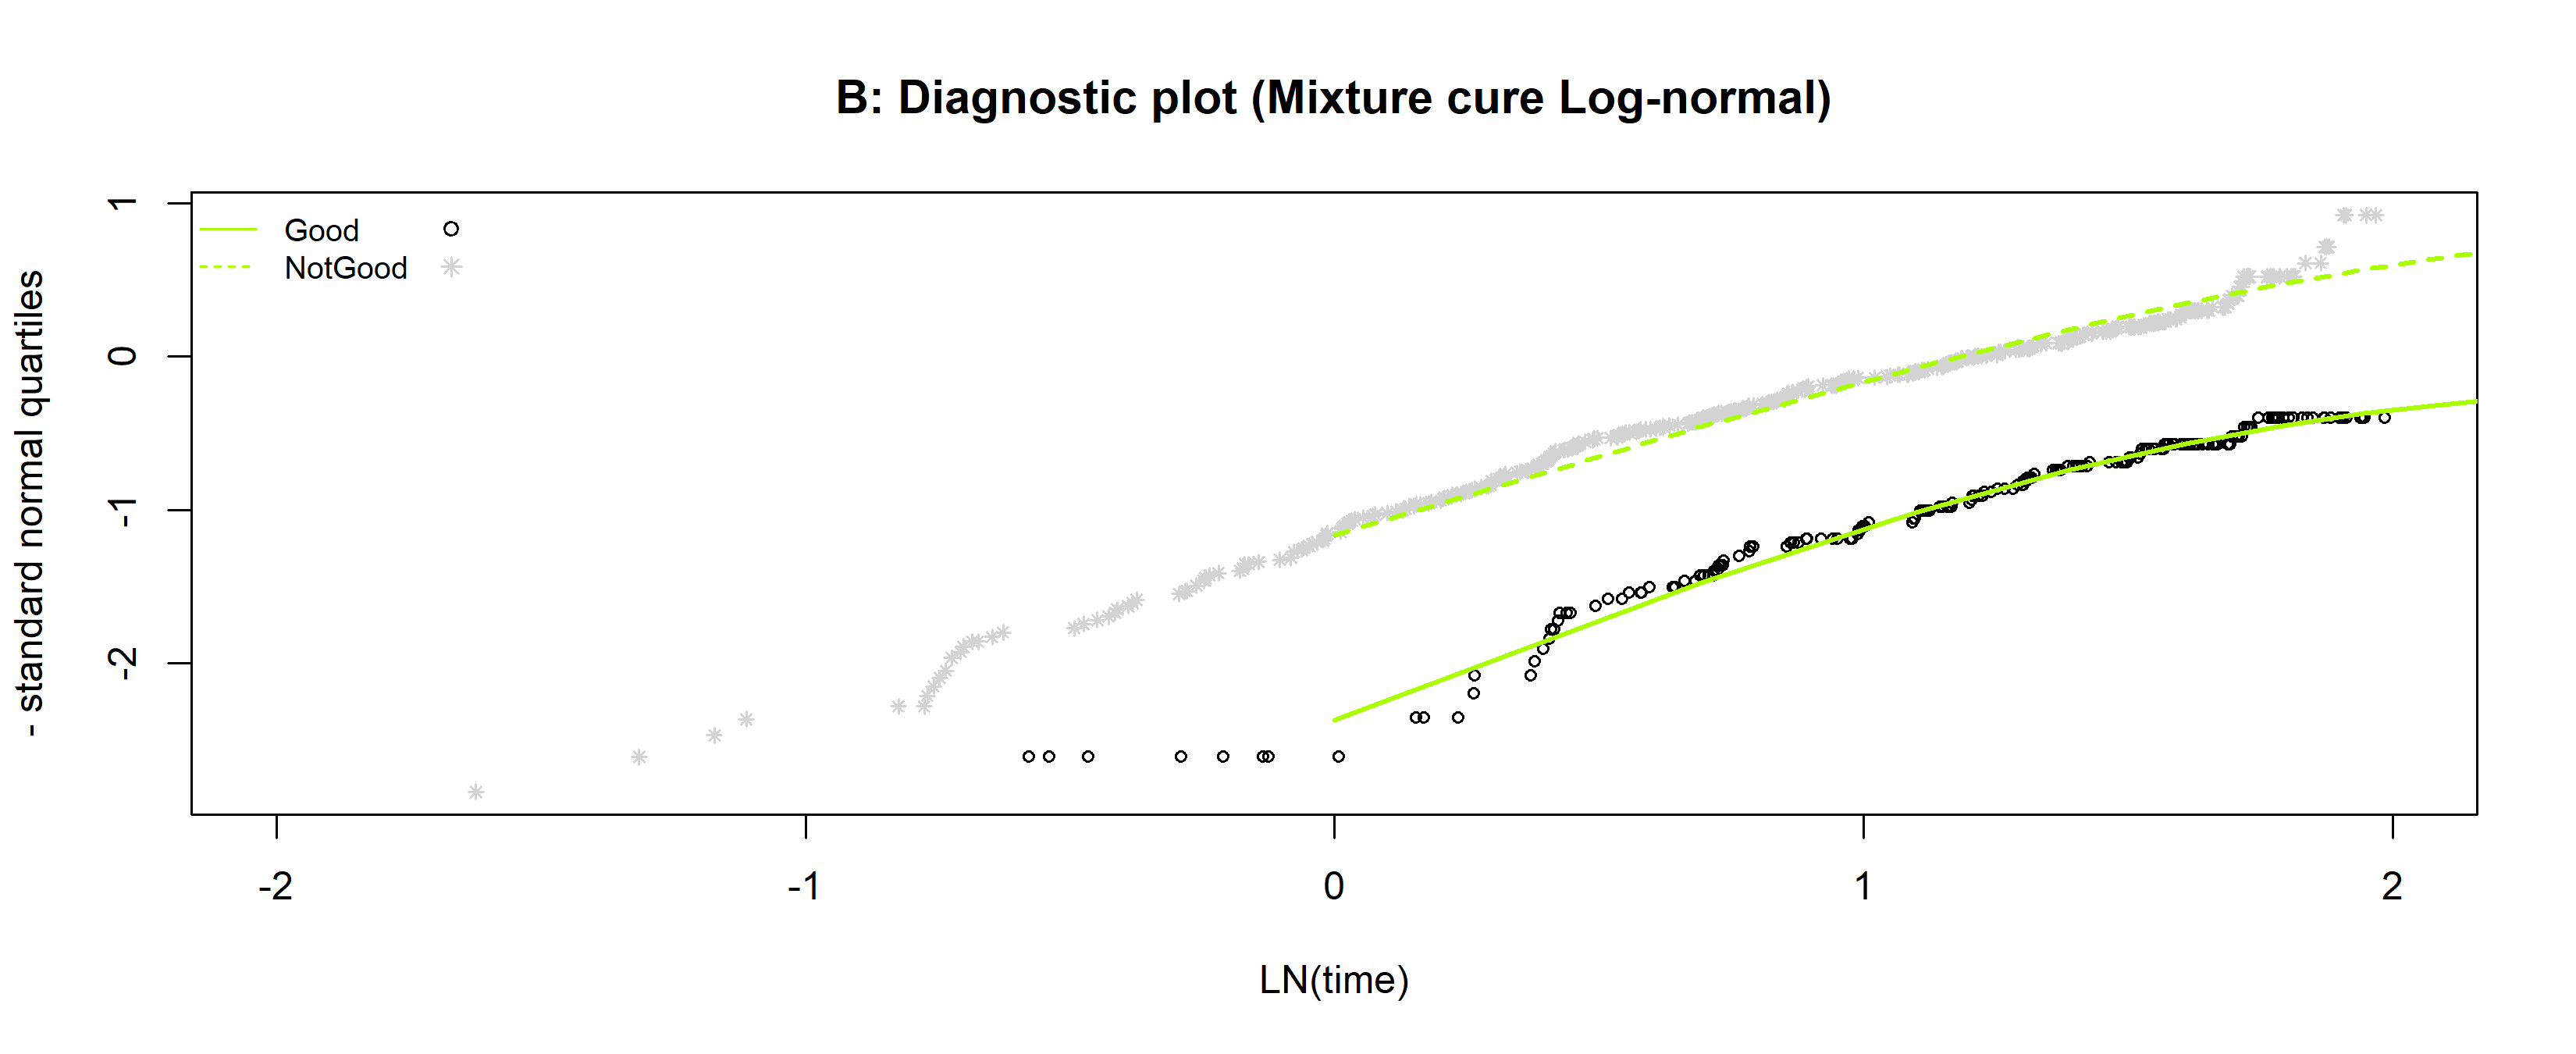 B: Diagnostic plot (Mixture cure Log-normal)
- standard normal quartiles
1
0
-1
-2
Good
NotGood
-2
-1
0
1
2
LN(time)